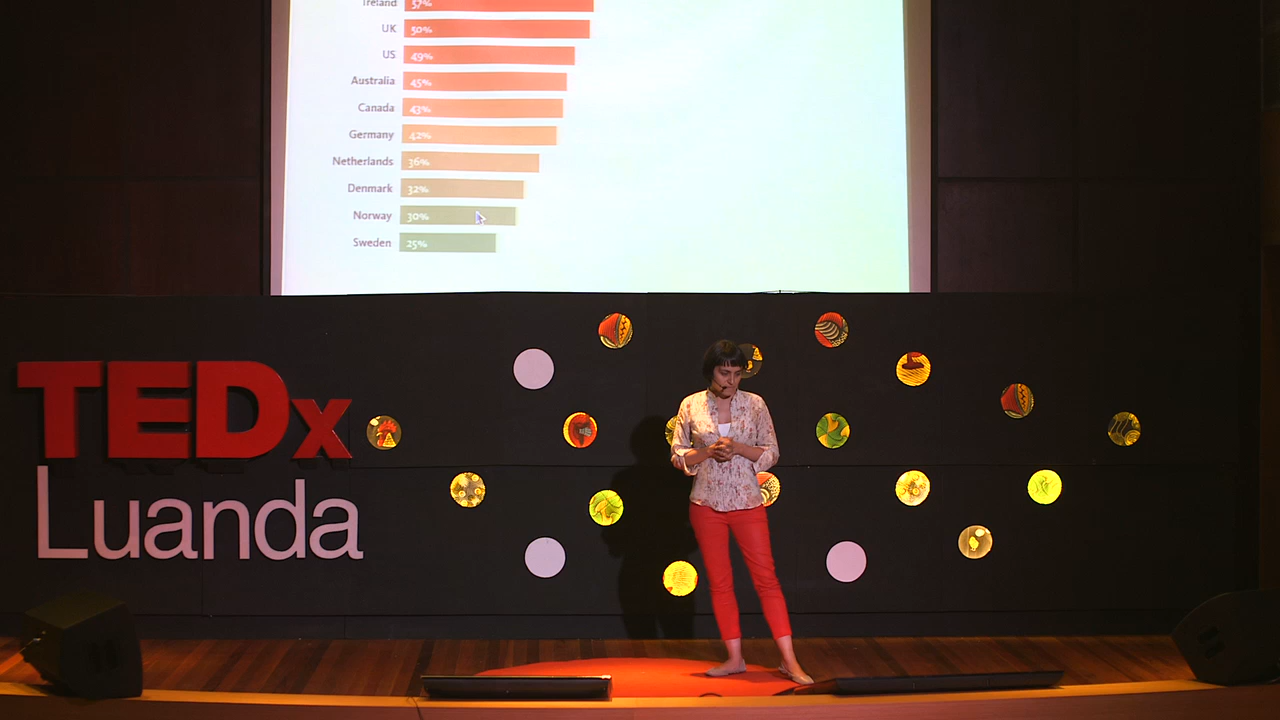 Ireland 57%
UK 50%
US 49%
Australia 45%
Canada 43%
Germany 42%
Netherlands 36%
Denmark 32%
Norway 30%
Sweden 25%
TEDx
Luanda